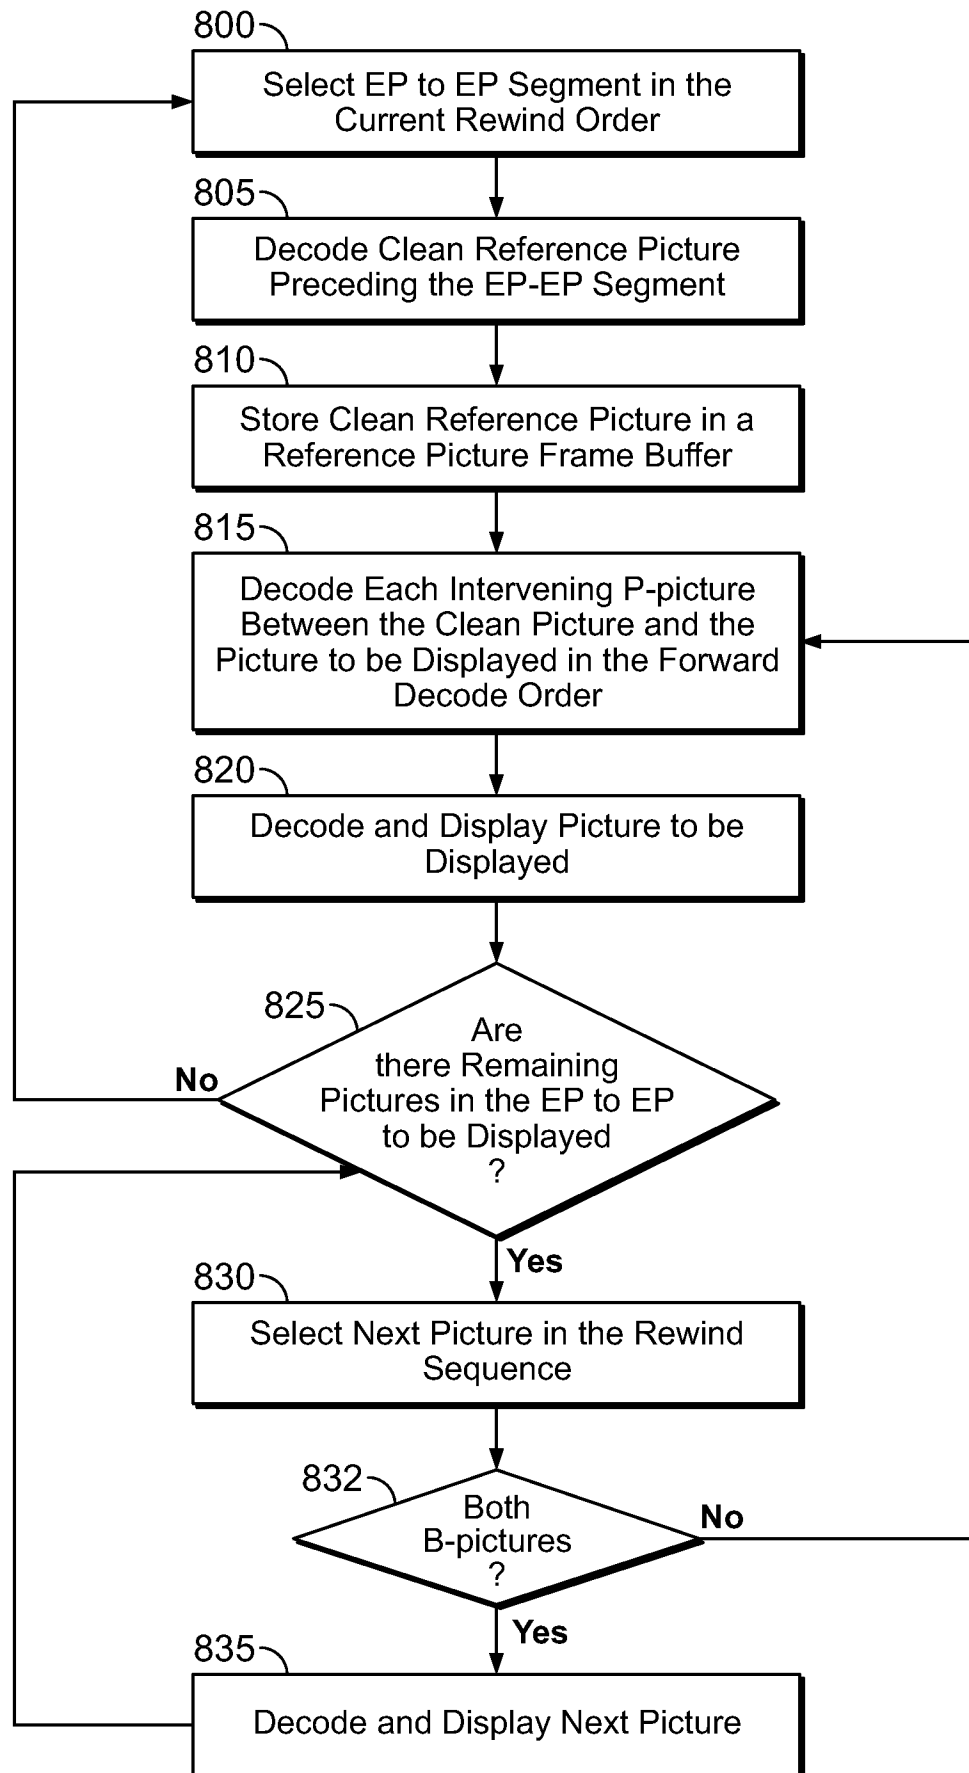 800
Select EP to EP Segment in the
Current Rewind Order
805
Decode Clean Reference Picture
Preceding the EP-EP Segment
810
Store Clean Reference Picture in a
Reference Picture Frame Buffer
815
Decode Each Intervening P-picture
Between the Clean Picture and the
Picture to be Displayed in the Forward
Decode Order
820
Decode and Display Picture to be
Displayed
825
Are
there Remaining
Pictures in the EP to EP
to be Displayed
?
No
Yes
830
Select Next Picture in the Rewind
Sequence
832
Both
B-pictures
?
No
Yes
835
Decode and Display Next Picture